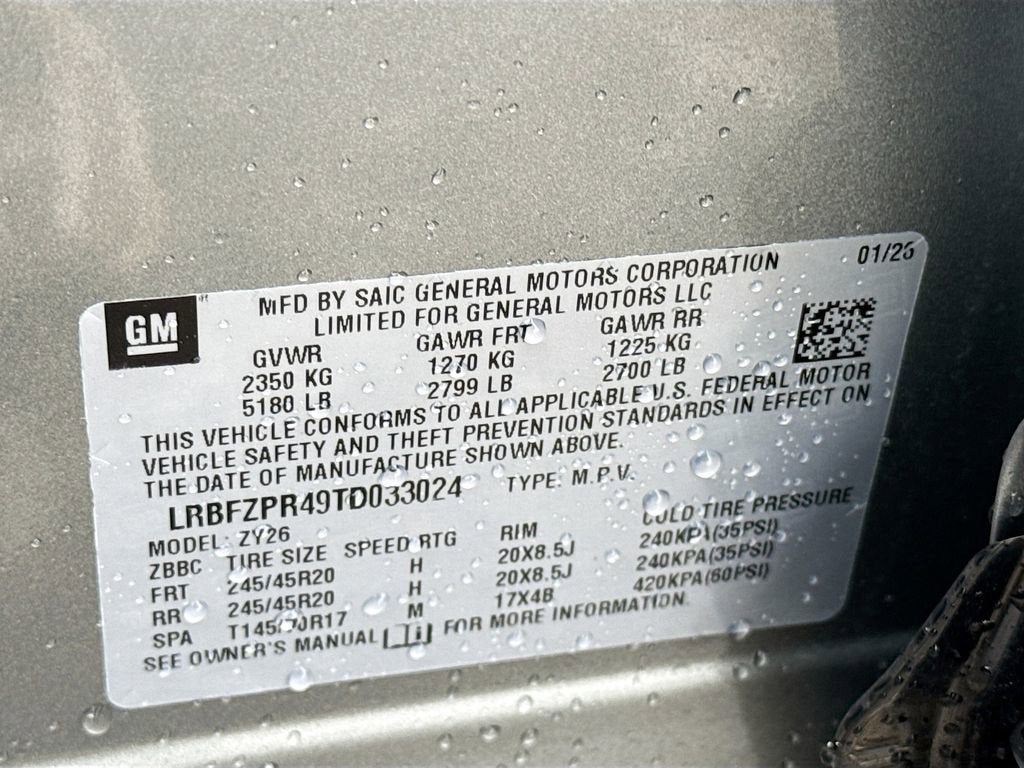 01/26
GM
MFD BY SAIC GENERAL MOTORS CORPORATION
LIMITED FOR GENERAL MOTORS LLC
GVWR GAWR FRT GAWR RR
2350 KG 1270 KG 1225 KG
5180 LB 2799 LB 2700 LB
THIS VEHICLE CONFORMS TO ALL APPLICABLE U.S. FEDERAL MOTOR
VEHICLE SAFETY AND THEFT PREVENTION STANDARDS IN EFFECT ON
THE DATE OF MANUFACTURE SHOWN ABOVE.
LRBFZPR49TD033024 TYPE: M.P.V.
MODEL: ZY26
ZBBC TIRE SIZE SPEED RTG RIM COLD TIRE PRESSURE
FRT 245/45R20 H 20X8.5J 240KPA(35PSI)
RR 245/45R20 H 20X8.5J 240KPA(35PSI)
SPA T145/70R17 M 17X4B 420KPA(60PSI)
SEE OWNER'S MANUAL FOR MORE INFORMATION.